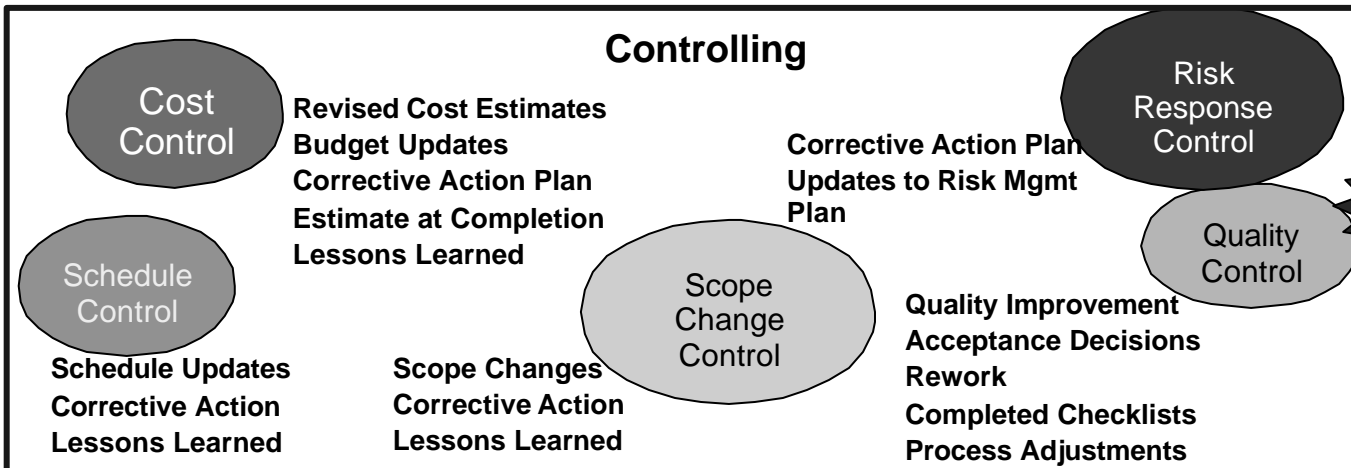 Controlling
Cost
Control
Revised Cost Estimates
Budget Updates
Corrective Action Plan
Estimate at Completion
Lessons Learned
Risk
Response
Control
Corrective Action Plan
Updates to Risk Mgmt
Plan
Quality
Control
Quality Improvement
Acceptance Decisions
Rework
Completed Checklists
Process Adjustments
Schedule
Control
Schedule Updates
Corrective Action
Lessons Learned
Scope
Change
Control
Scope Changes
Corrective Action
Lessons Learned